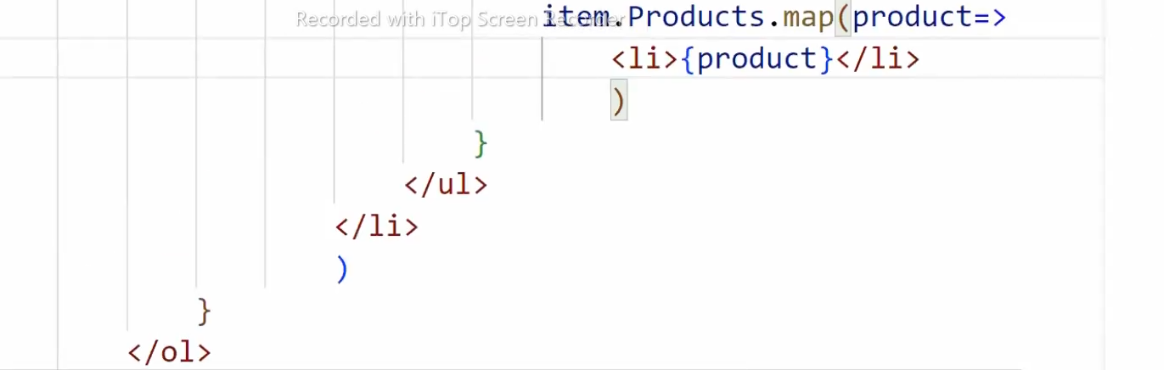 Recorded with iTop Screen Recorder
item.Products.map(product=>
<li>{product}</li>
)
}
</ul>
</li>
)
}
</ol>